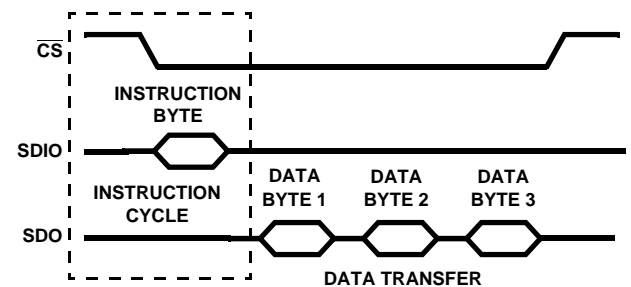 CS
INSTRUCTION
BYTE
SDIO
DATA
BYTE 1
DATA
BYTE 2
DATA
BYTE 3
INSTRUCTION
CYCLE
SDO
DATA TRANSFER